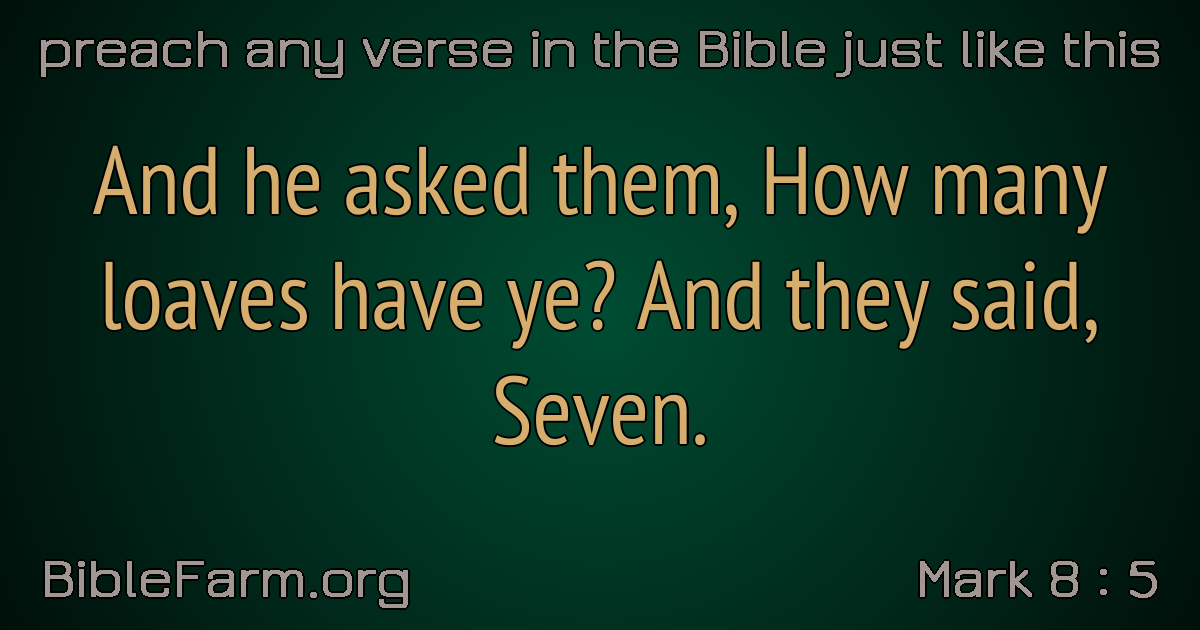 preach any verse in the Bible just like this
And he asked them, How many
loaves have ye? And they said,
Seven.
BibleFarm.org
Mark 8 : 5